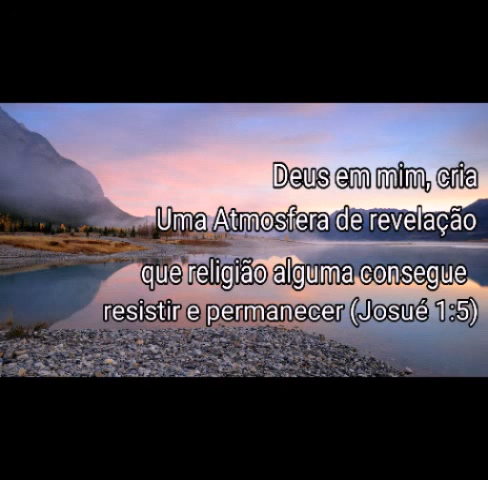 Deus em mim, cria
Uma Atmosfera de revelação
que religião alguma consegue
resistir e permanecer (Josué 1:5)